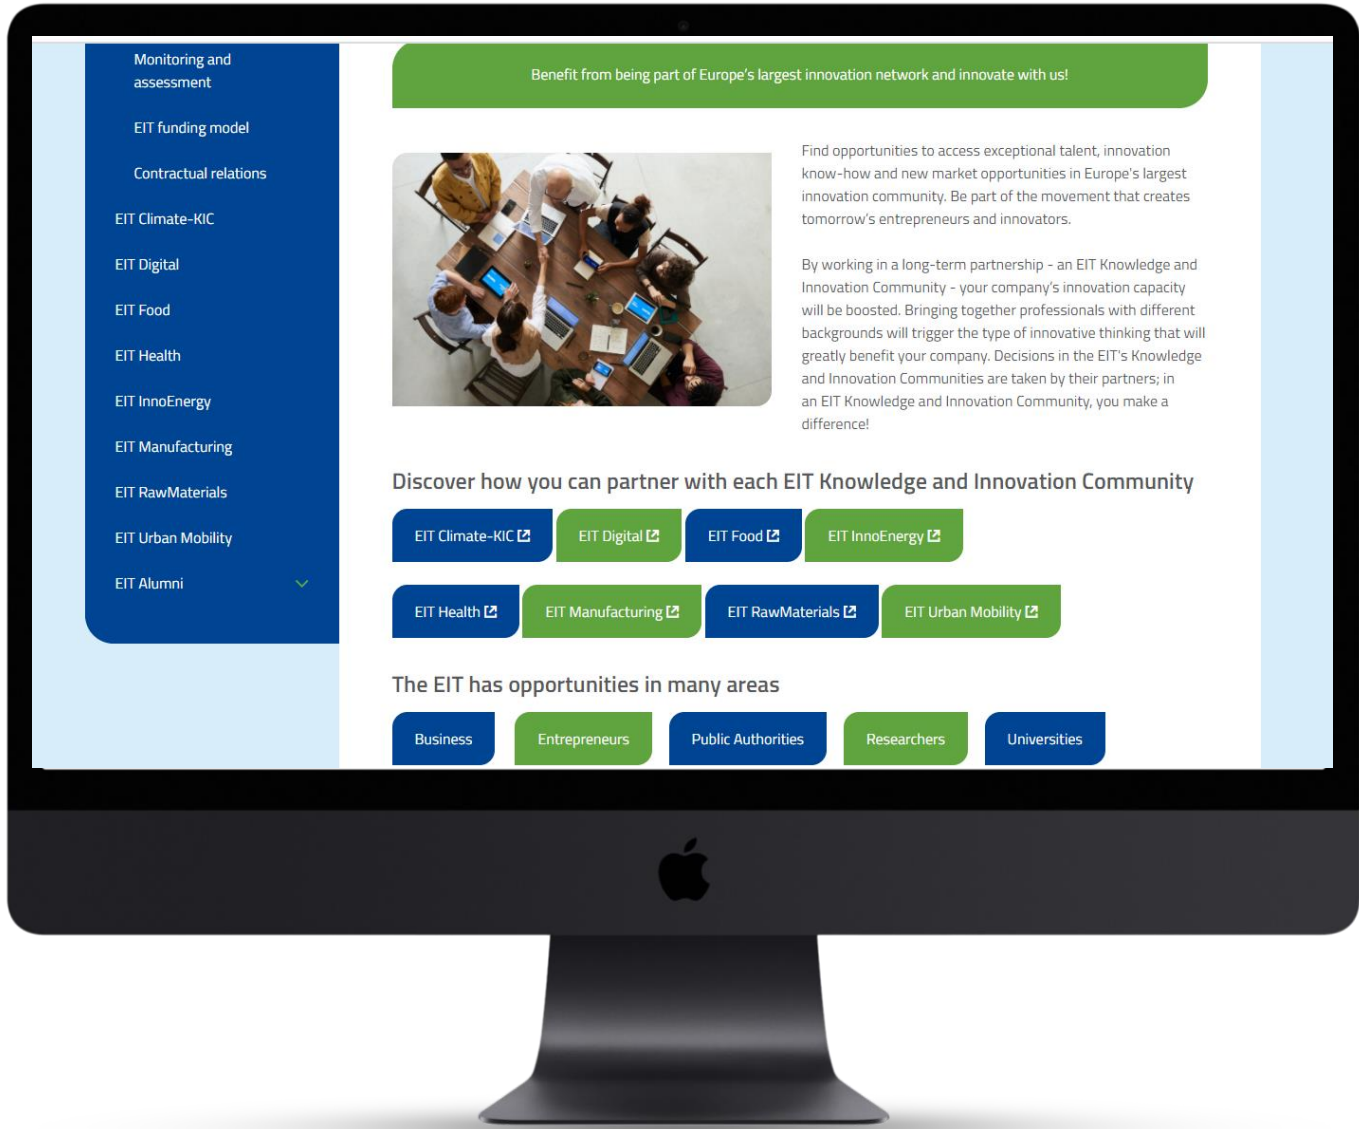 Monitoring and
assessment
EIT funding model
Contractual relations
EIT Climate-KIC
EIT Digital
EIT Food
EIT Health
EIT InnoEnergy
EIT Manufacturing
EIT RawMaterials
EIT Urban Mobility
EIT Alumni
Benefit from being part of Europe's largest innovation network and innovate with us!
Find opportunities to access exceptional talent, innovation
know-how and new market opportunities in Europe's largest
innovation community. Be part of the movement that creates
tomorrow's entrepreneurs and innovators.
By working in a long-term partnership - an EIT Knowledge and
Innovation Community - your company's innovation capacity
will be boosted. Bringing together professionals with different
backgrounds will trigger the type of innovative thinking that will
greatly benefit your company. Decisions in the EIT's Knowledge
and Innovation Communities are taken by their partners; in
an EIT Knowledge and Innovation Community, you make a
difference!
Discover how you can partner with each EIT Knowledge and Innovation Community
EIT Climate-KIC EIT Digital EIT Food EIT InnoEnergy
EIT Health EIT Manufacturing EIT RawMaterials EIT Urban Mobility
The EIT has opportunities in many areas
Business Entrepreneurs Public Authorities Researchers Universities